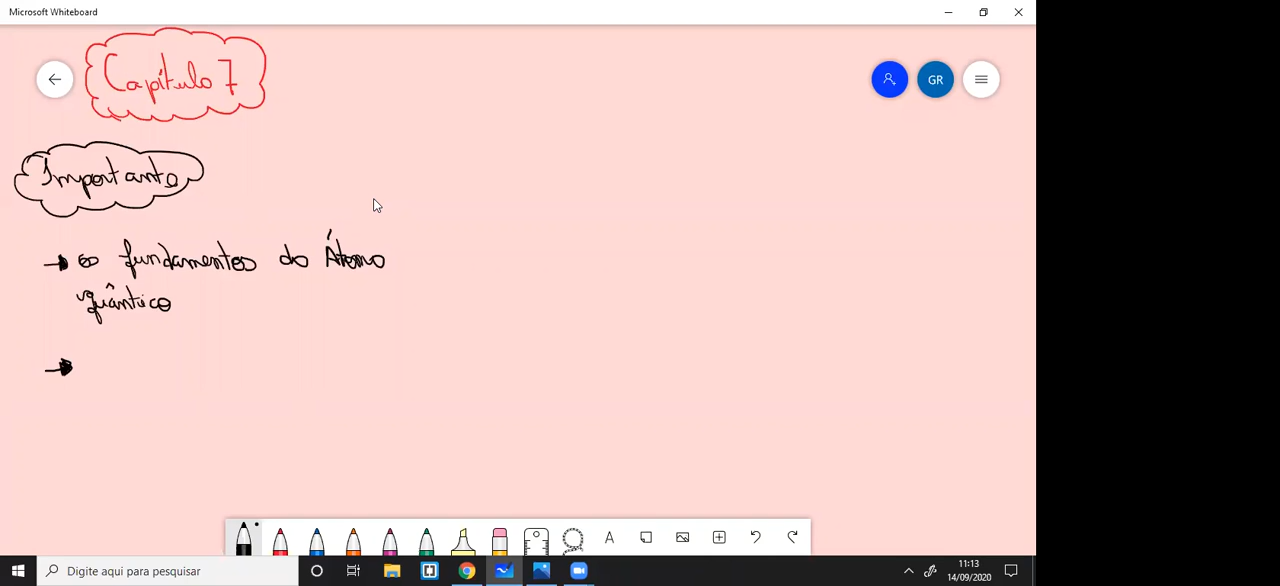 Microsoft Whiteboard
Capítulo 7
GR
Importante
→ os fundamentos do Átomo
quântico
→
A
Digite aqui para pesquisar
11:13
14/09/2020